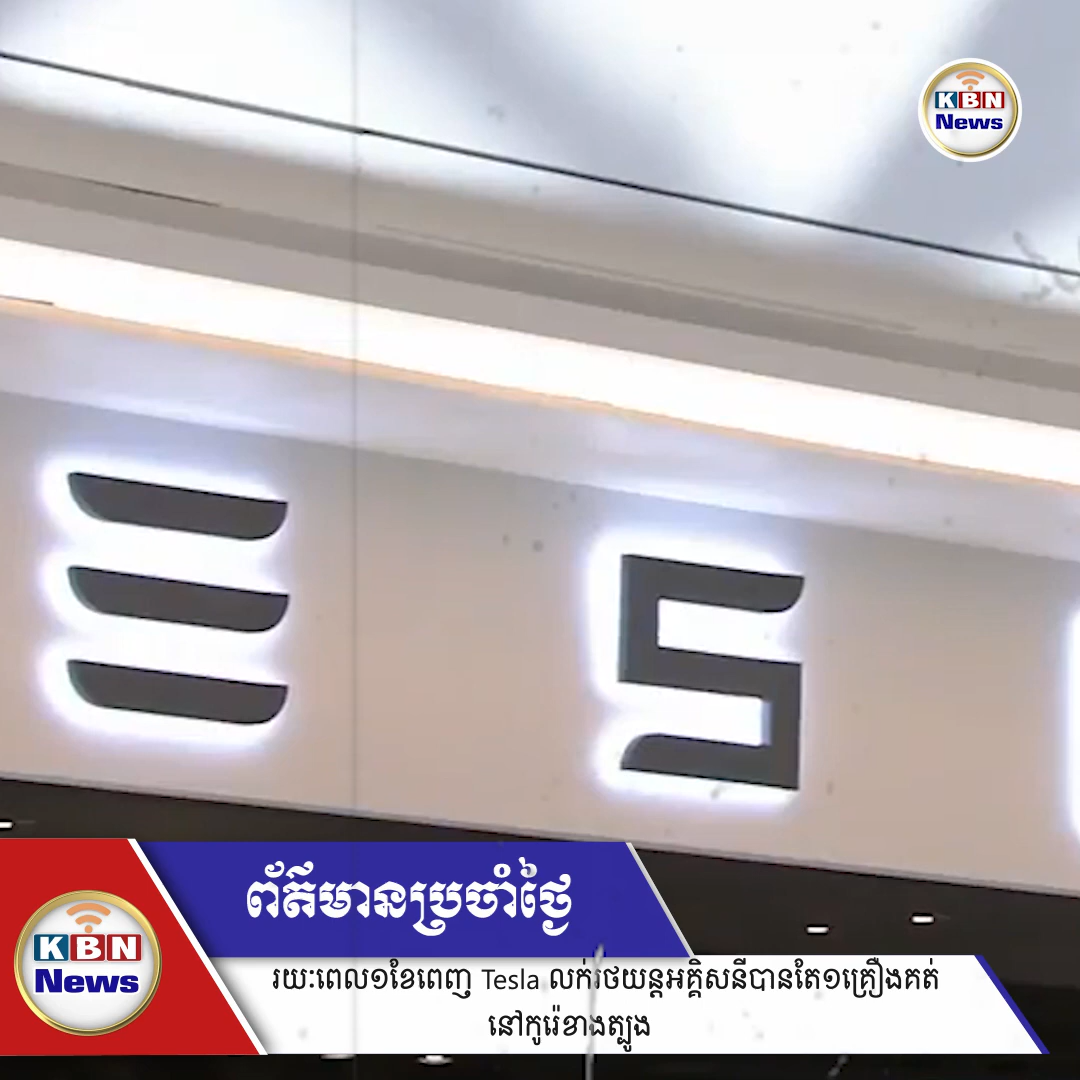 KBN
News
ES
ព័ត៌មានប្រចាំថ្ងៃ
KBN
News
រយៈពេល១ខែពេញ Tesla លក់រថយន្តអគ្គិសនីបានតែ១គ្រឿងគត់
នៅកូរ៉េខាងត្បូង